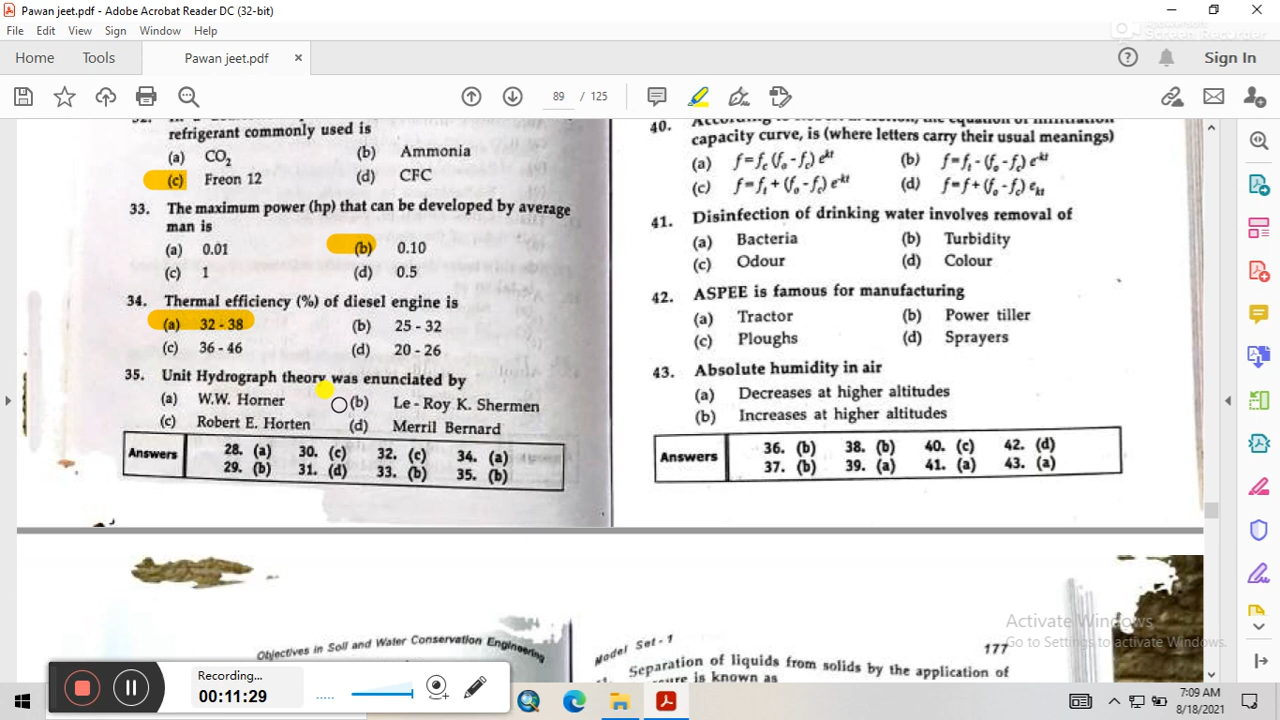 Pawan jeet.pdf - Adobe Acrobat Reader DC (32-bit)
File Edit View Sign Window Help
Screen Recorder
Home Tools Pawan jeet.pdf × Sign In
89 / 125
refrigerant commonly used is
(a) CO2 (b) Ammonia
(c) Freon 12 (d) CFC
33. The maximum power (hp) that can be developed by average
man is
(a) 0.01 (b) 0.10
(c) 1 (d) 0.5
34. Thermal efficiency (%) of diesel engine is
(a) 32 - 38 (b) 25 - 32
(c) 36 - 46 (d) 20 - 26
35. Unit Hydrograph theory was enunciated by
(a) W.W. Horner (b) Le - Roy K. Shermen
(c) Robert E. Horten (d) Merril Bernard
Answers
28. (a) 30. (c) 32. (c) 34. (a)
29. (b) 31. (d) 33. (b) 35. (b)
40.
capacity curve, is (where letters carry their usual meanings)
(a) f = fc (fo - fc) e^kt (b) f = ft - (fo - fc) e^kt
(c) f = ft + (fo - fc) e^kt (d) f = f + (fo - fc) e_kt
41. Disinfection of drinking water involves removal of
(a) Bacteria (b) Turbidity
(c) Odour (d) Colour
42. ASPEE is famous for manufacturing
(a) Tractor (b) Power tiller
(c) Ploughs (d) Sprayers
43. Absolute humidity in air
(a) Decreases at higher altitudes
(b) Increases at higher altitudes
Answers
36. (b) 38. (b) 40. (c) 42. (d)
37. (b) 39. (a) 41. (a) 43. (a)
Objectives in Soil and Water Conservation Engineering
Model Set - 1 177
Separation of liquids from solids by the application of
is known as
Activate Windows
Go to Settings to activate Windows.
Recording...
00:11:29
7:09 AM
8/18/2021